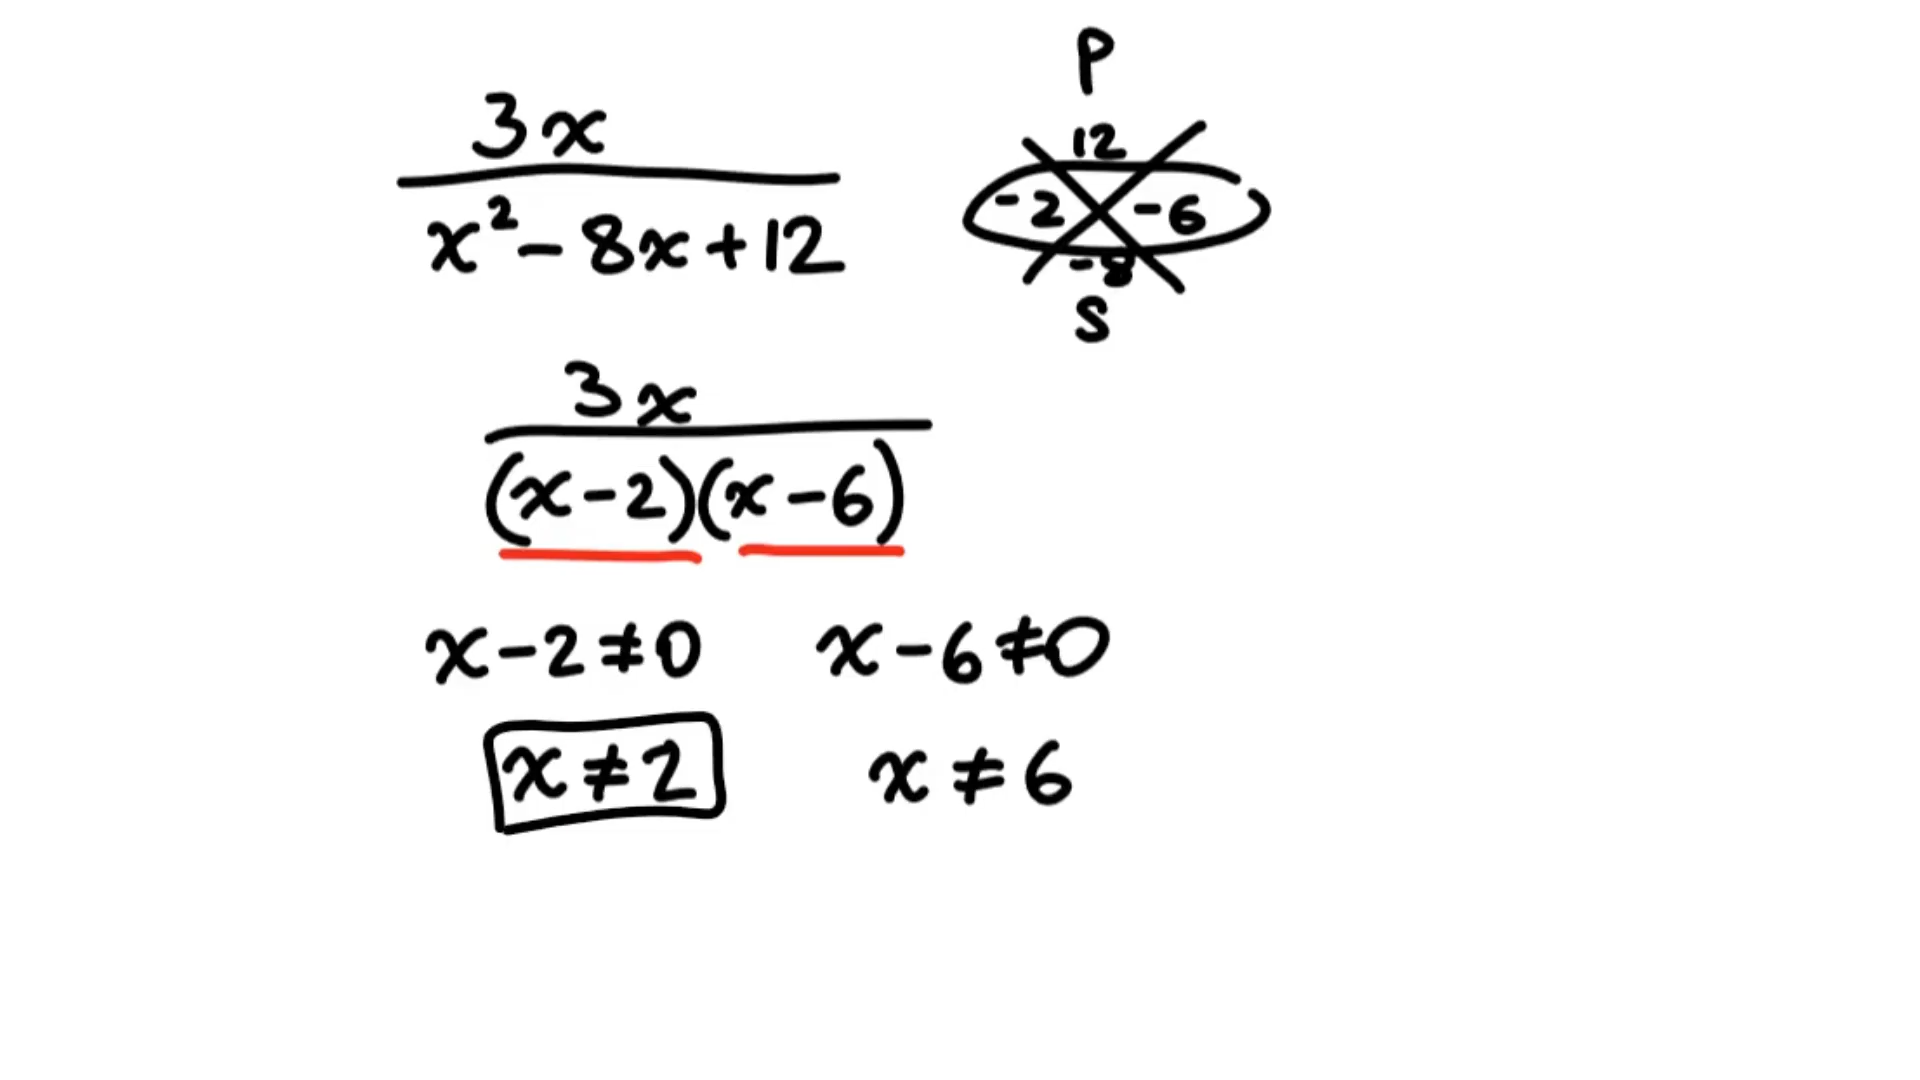 3x
x² - 8x + 12
P
12
-2 -6
-8
S
3x
(x - 2)(x - 6)
x - 2 ≠ 0 x - 6 ≠ 0
x ≠ 2 x ≠ 6